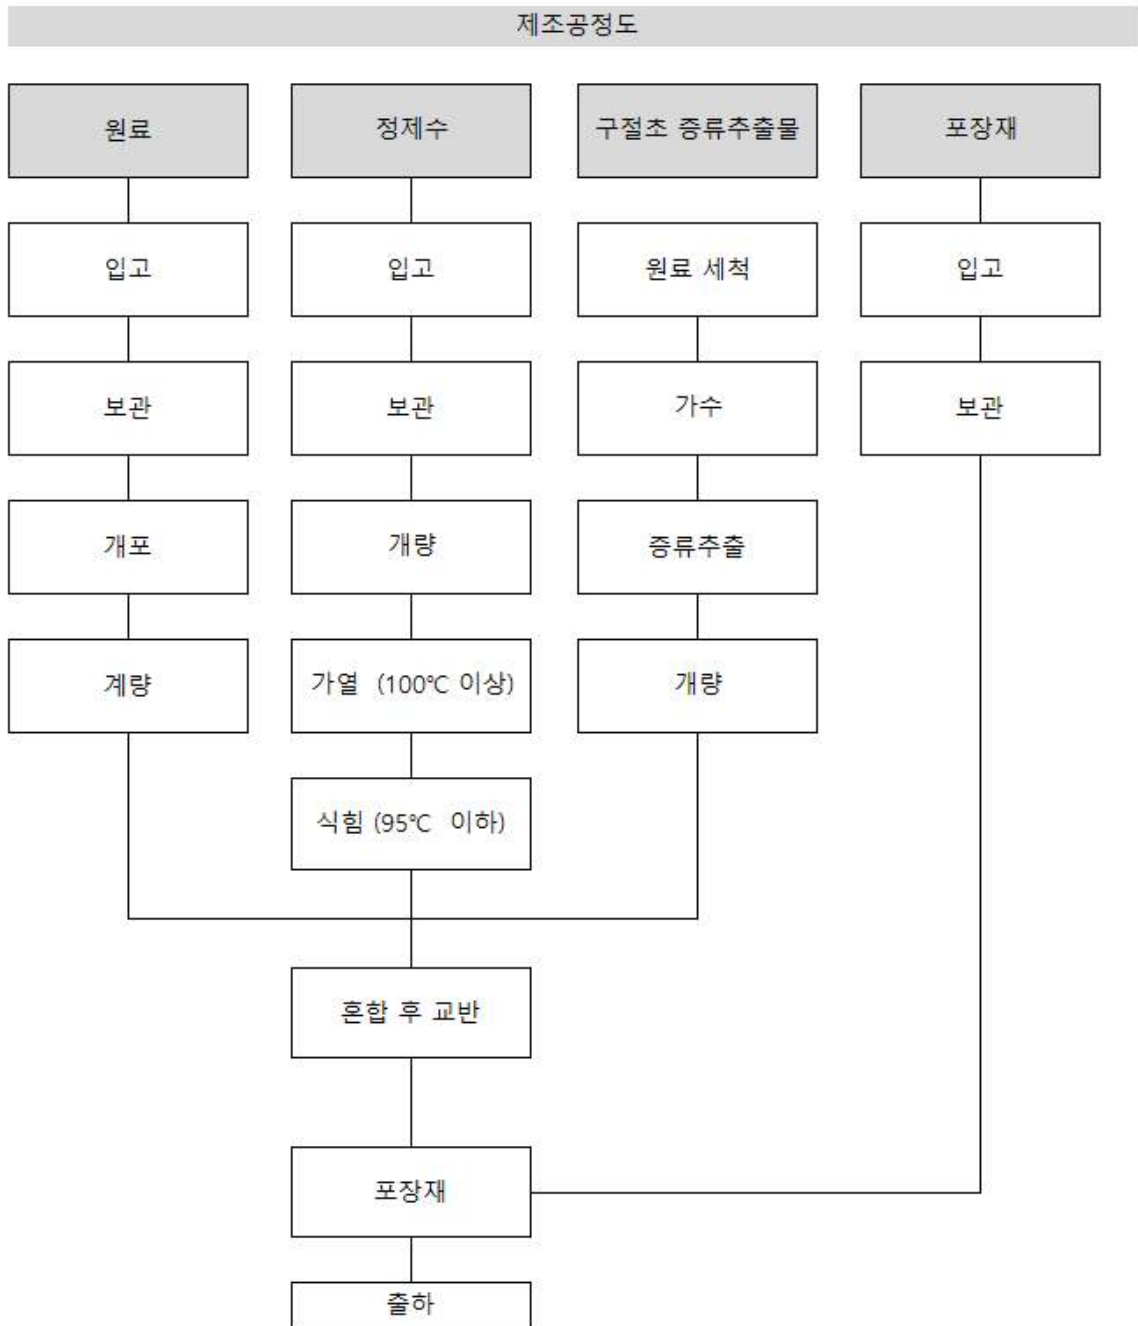 제조공정도
원료
정제수
구절초 증류추출물
포장재
입고
입고
원료 세척
입고
보관
보관
가수
보관
개포
개량
증류추출
계량
가열 (100℃ 이상)
개량
식힘 (95℃ 이하)
혼합 후 교반
포장재
출하